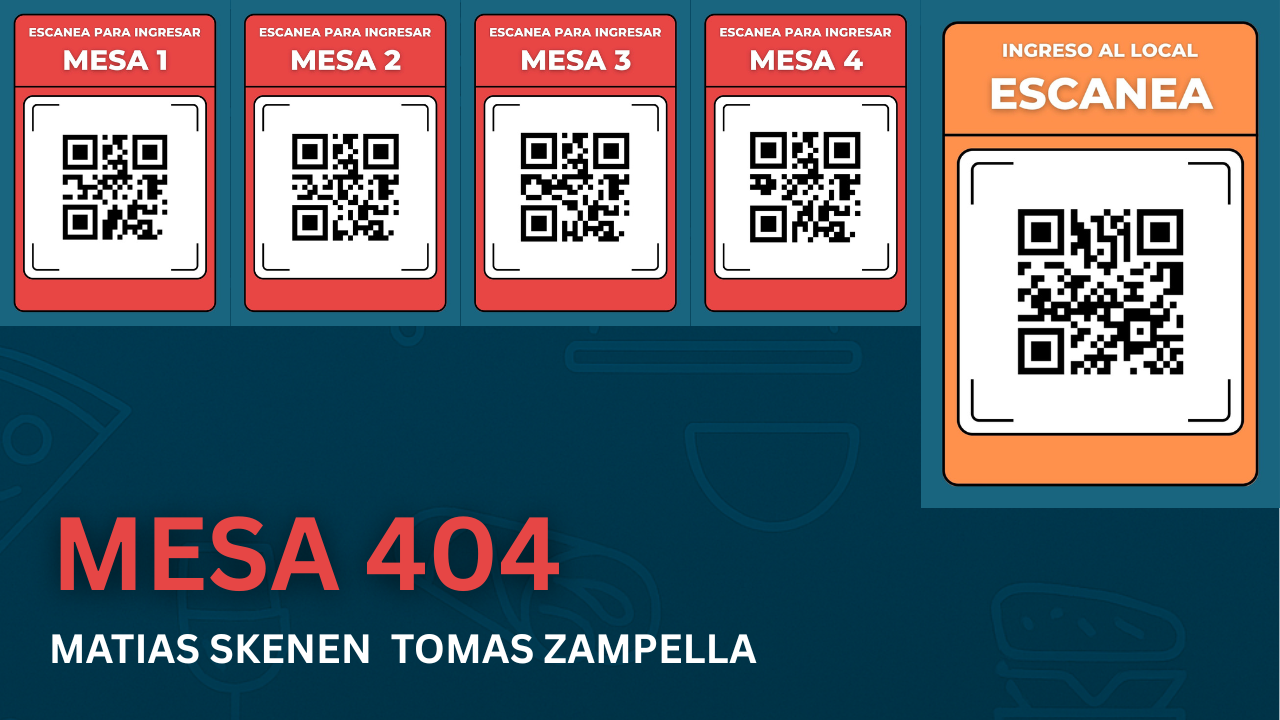 ESCANEA PARA INGRESAR
MESA 1
ESCANEA PARA INGRESAR
MESA 2
ESCANEA PARA INGRESAR
MESA 3
ESCANEA PARA INGRESAR
MESA 4
INGRESO AL LOCAL
ESCANEA
MESA 404
MATIAS SKENEN TOMAS ZAMPELLA